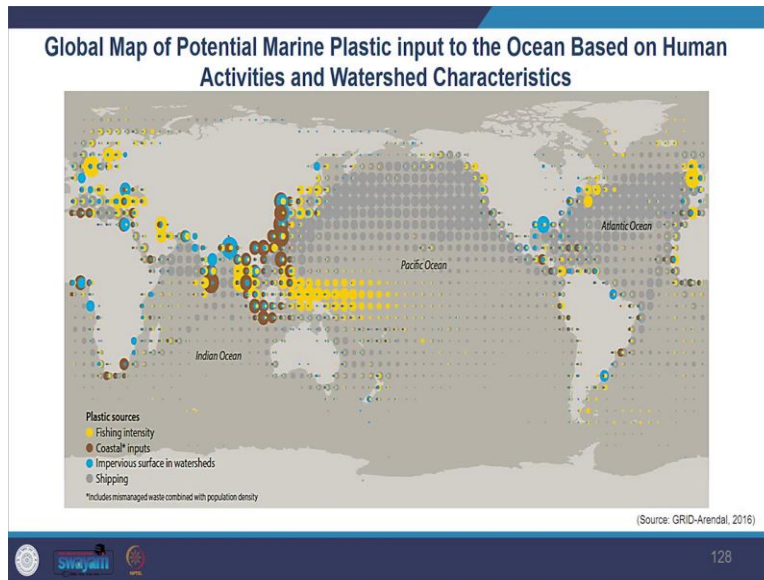 Global Map of Potential Marine Plastic input to the Ocean Based on Human
Activities and Watershed Characteristics
Atlantic Ocean
Pacific Ocean
Indian Ocean
Plastic sources
Fishing intensity
Coastal* inputs
Impervious surface in watersheds
Shipping
*Includes mismanaged waste combined with population density
(Source: GRID-Arendal, 2016)
swayam
128